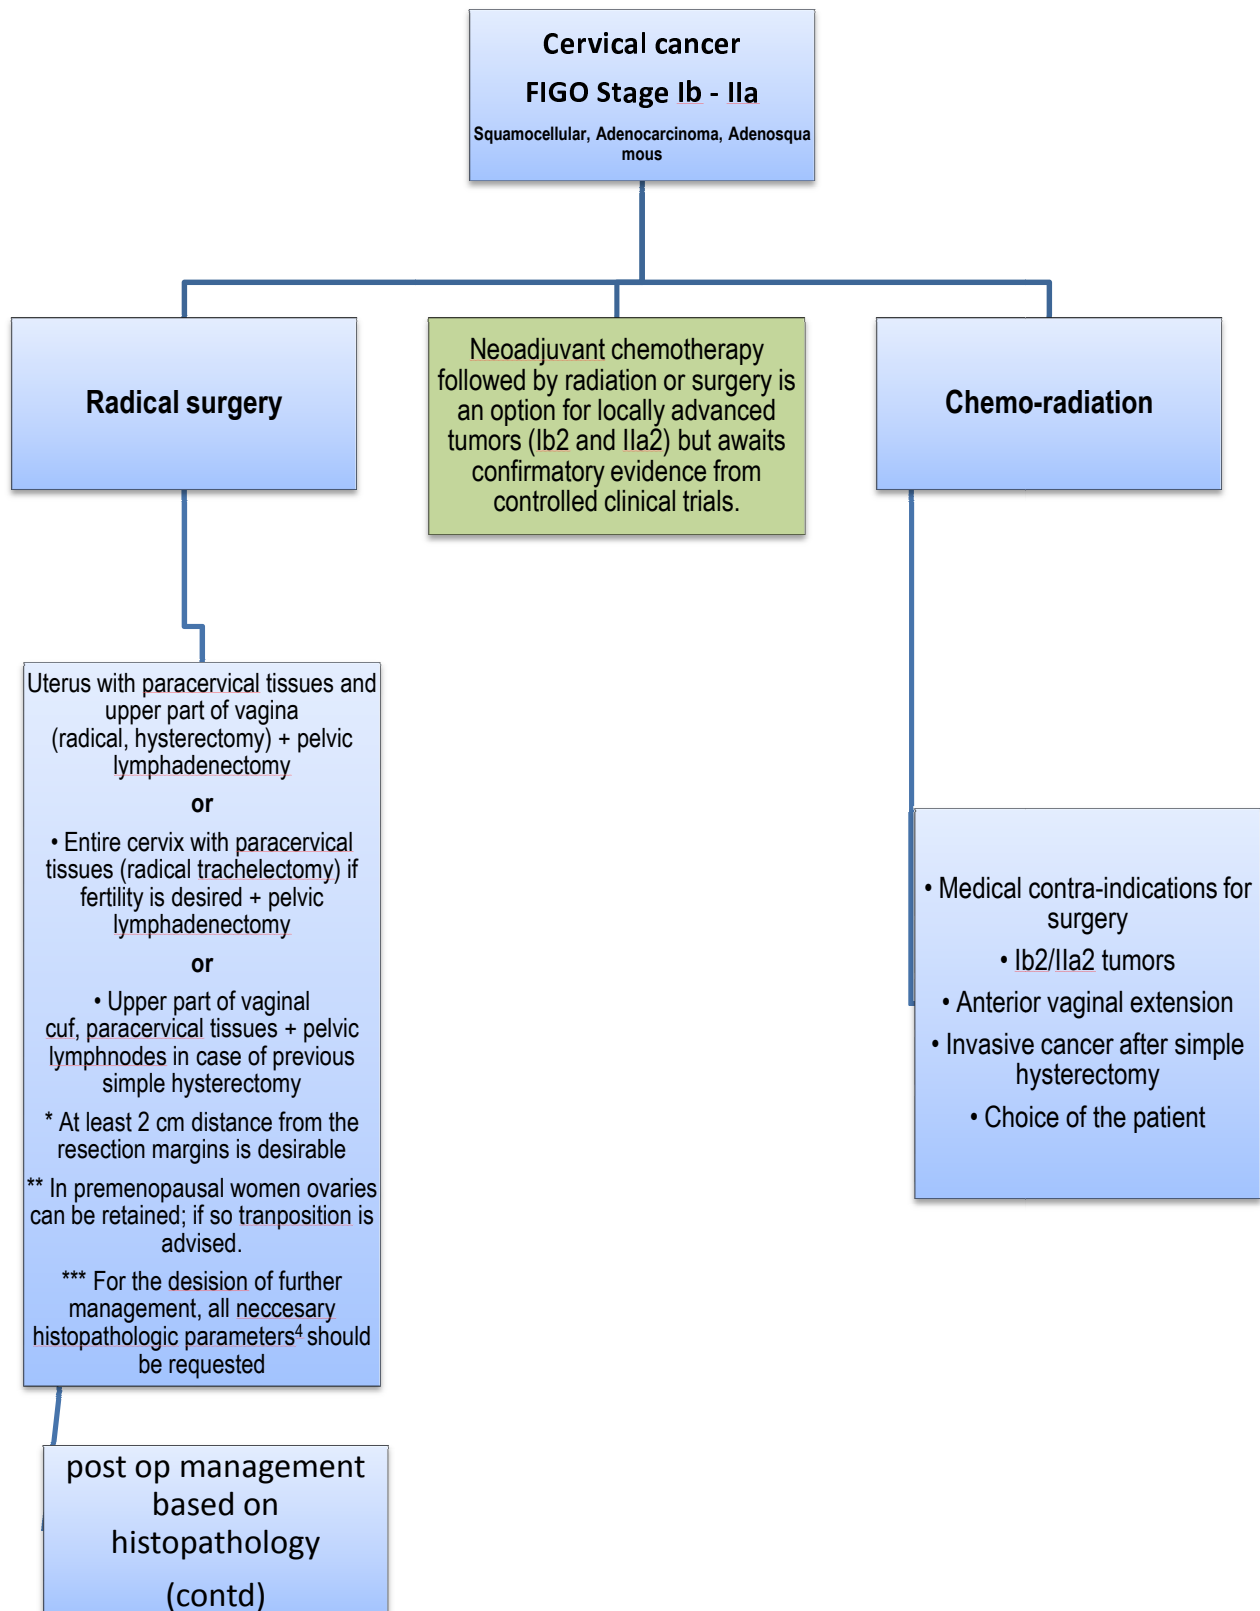 Cervical cancer
FIGO Stage Ib - IIa
Squamocellular, Adenocarcinoma, Adenosqua
mous
Radical surgery
Neoadjuvant chemotherapy
followed by radiation or surgery is
an option for locally advanced
tumors (Ib2 and IIa2) but awaits
confirmatory evidence from
controlled clinical trials.
Chemo-radiation
Uterus with paracervical tissues and
upper part of vagina
(radical, hysterectomy) + pelvic
lymphadenectomy
or
• Entire cervix with paracervical
tissues (radical trachelectomy) if
fertility is desired + pelvic
lymphadenectomy
or
• Upper part of vaginal
cuf, paracervical tissues + pelvic
lymphnodes in case of previous
simple hysterectomy
* At least 2 cm distance from the
resection margins is desirable
** In premenopausal women ovaries
can be retained; if so tranposition is
advised.
*** For the desision of further
management, all neccesary
histopathologic parameters⁴ should
be requested
• Medical contra-indications for
surgery
• Ib2/IIa2 tumors
• Anterior vaginal extension
• Invasive cancer after simple
hysterectomy
• Choice of the patient
post op management
based on
histopathology
(contd)